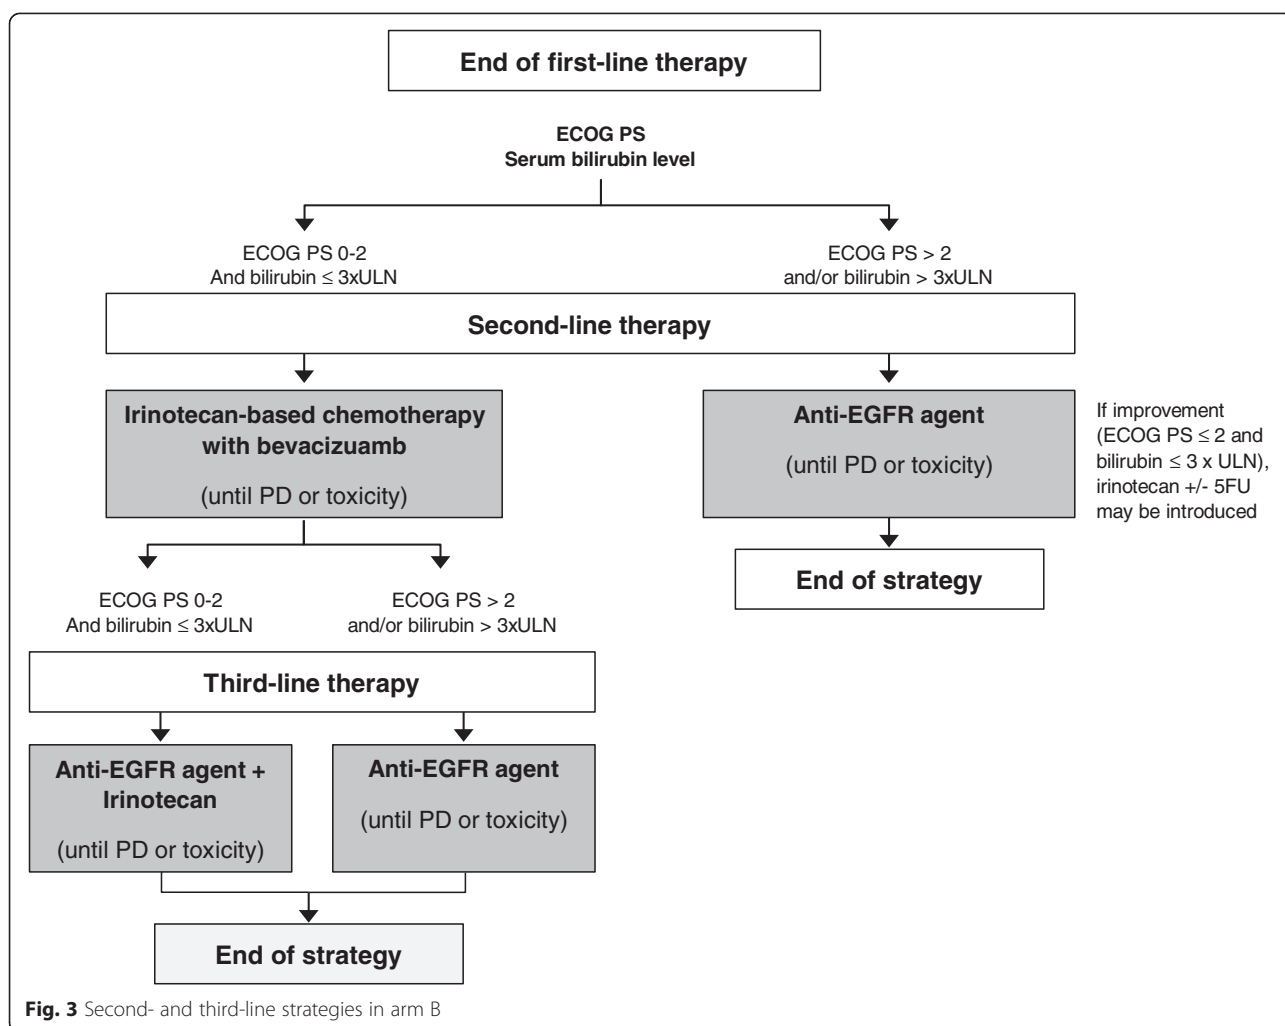 End of first-line therapy
ECOG PS
Serum bilirubin level
ECOG PS 0-2
And bilirubin ≤ 3xULN
ECOG PS > 2
and/or bilirubin > 3xULN
Second-line therapy
Irinotecan-based chemotherapy
with bevacizuamb
(until PD or toxicity)
Anti-EGFR agent
(until PD or toxicity)
If improvement
(ECOG PS ≤ 2 and
bilirubin ≤ 3 x ULN),
irinotecan +/- 5FU
may be introduced
End of strategy
ECOG PS 0-2
And bilirubin ≤ 3xULN
ECOG PS > 2
and/or bilirubin > 3xULN
Third-line therapy
Anti-EGFR agent +
Irinotecan
(until PD or toxicity)
Anti-EGFR agent
(until PD or toxicity)
End of strategy
Fig. 3 Second- and third-line strategies in arm B